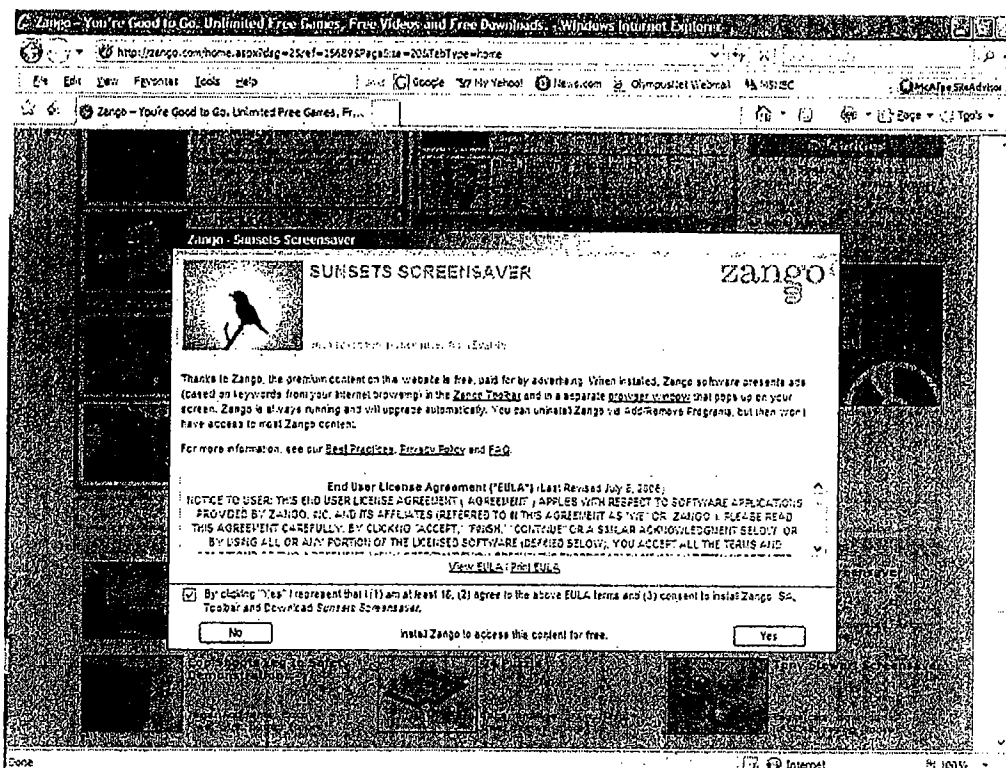 Zango - You're Good to Go. Unlimited Free Games, Free Videos and Free Downloads. - Windows Internet Explorer
File Edit View Favorites Tools Help
Google My Yahoo! News.com OlympusNet Webmail MSNBC McAfee SiteAdvisor
Zango – You're Good to Go. Unlimited Free Games, Fr...
Page Tools
Zango - Sunsets Screensaver
SUNSETS SCREENSAVER
zango
Thanks to Zango, the premium content on this website is free, paid for by advertising. When installed, Zango software presents ads
(based on keywords from your internet browsing) in the Zango Toolbar and in a separate browser window that pops up on your
screen. Zango is always running and will upgrade automatically. You can uninstall Zango via Add/Remove Programs, but then won't
have access to most Zango content.
For more information, see our Best Practices, Privacy Policy and FAQ.
End User License Agreement ("EULA") (Last Revised July 6, 2006)
NOTICE TO USER: THIS END USER LICENSE AGREEMENT ( AGREEMENT ) APPLIES WITH RESPECT TO SOFTWARE APPLICATIONS
PROVIDED BY ZANGO, INC. AND ITS AFFILIATES (REFERRED TO IN THIS AGREEMENT AS "WE" OR ZANGO ). PLEASE READ
THIS AGREEMENT CAREFULLY. BY CLICKING "ACCEPT," "FINISH," "CONTINUE" OR A SIMILAR ACKNOWLEDGMENT BELOW, OR
BY USING ALL OR ANY PORTION OF THE LICENSED SOFTWARE (DEFINED BELOW), YOU ACCEPT ALL THE TERMS AND
View EULA | Print EULA
By clicking "Yes" I represent that I (1) am at least 18, (2) agree to the above EULA terms and (3) consent to install Zango, SA,
Toolbar and Download Sunsets Screensaver.
No Install Zango to access this content for free. Yes
Demonstration
Done Internet 100%